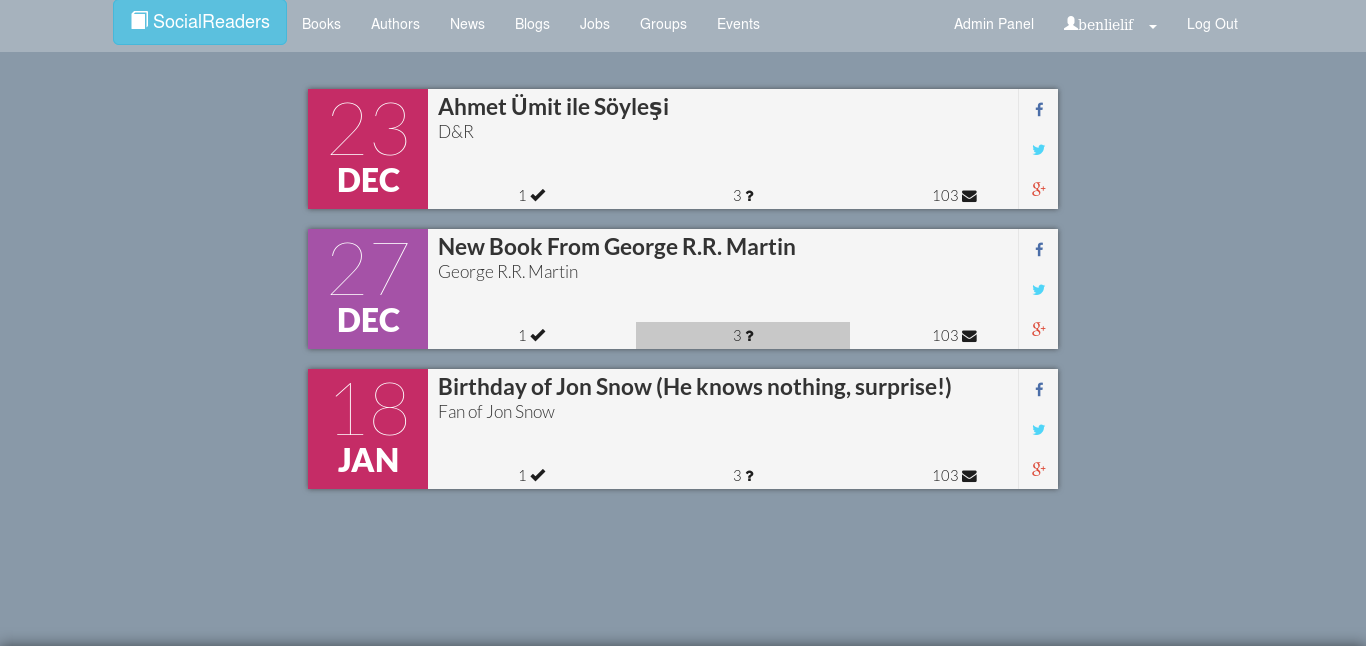 SocialReaders Books Authors News Blogs Jobs Groups Events Admin Panel benlielif Log Out
23
DEC
Ahmet Ümit ile Söyleşi
D&R
1 3 ? 103
f
g+
27
DEC
New Book From George R.R. Martin
George R.R. Martin
1 3 ? 103
f
g+
18
JAN
Birthday of Jon Snow (He knows nothing, surprise!)
Fan of Jon Snow
1 3 ? 103
f
g+